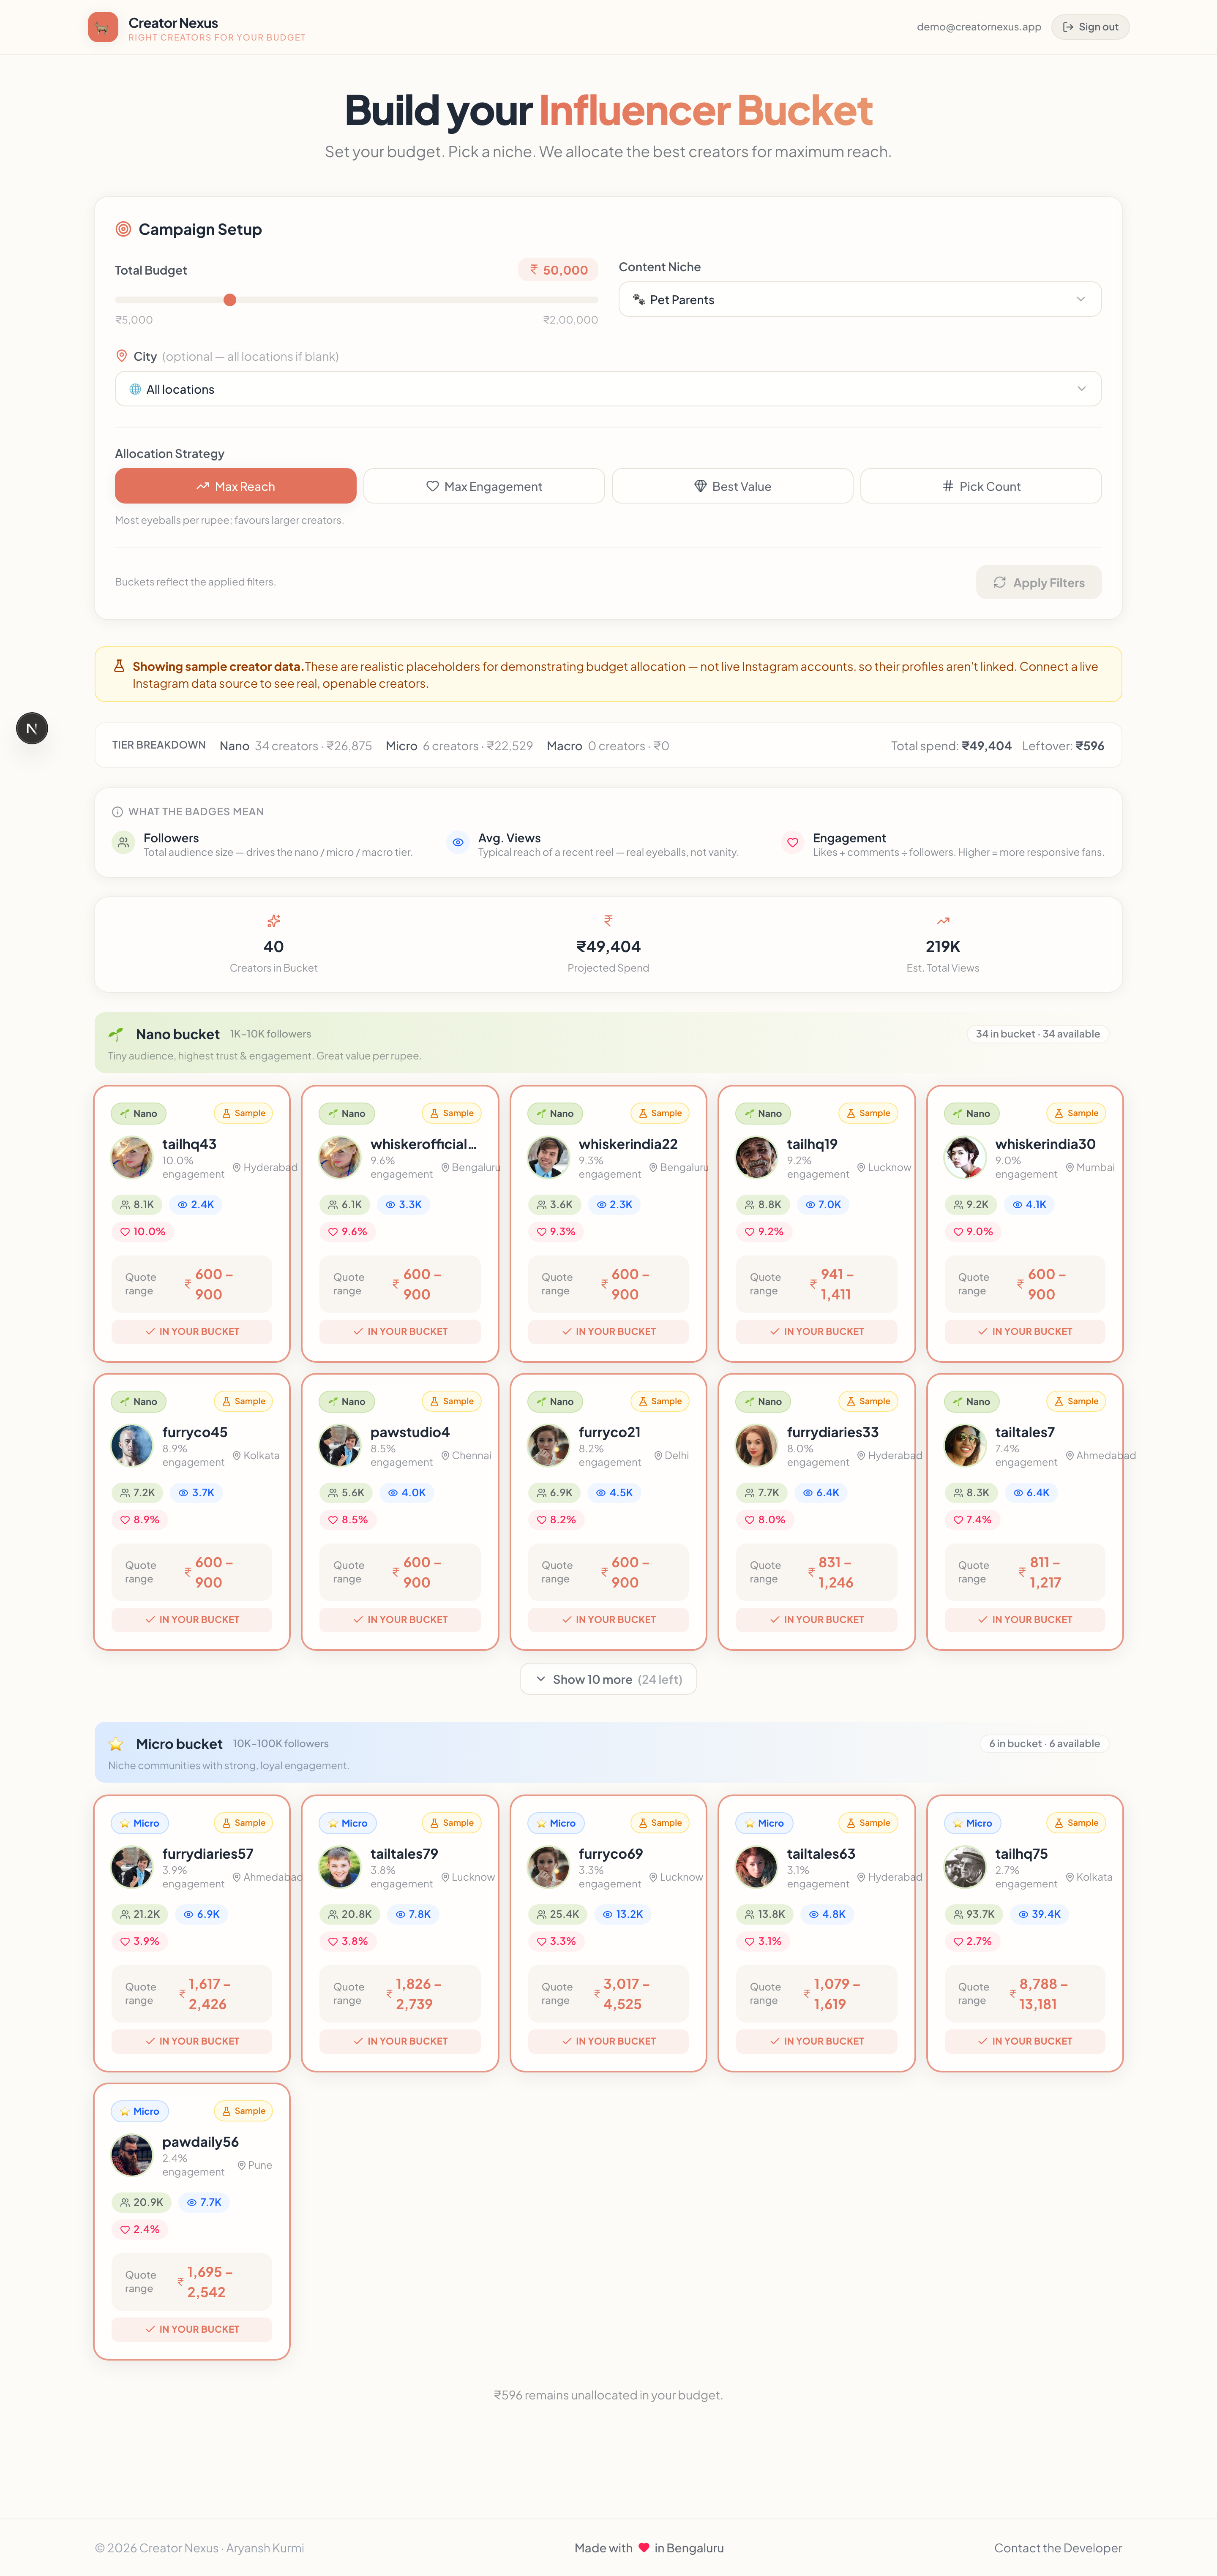 Creator Nexus
RIGHT CREATORS FOR YOUR BUDGET
demo@creatornexus.app
Sign out
Build your Influencer Bucket
Set your budget. Pick a niche. We allocate the best creators for maximum reach.
Campaign Setup
Total Budget
₹ 50,000
₹5,000
₹2,00,000
Content Niche
Pet Parents
City (optional — all locations if blank)
All locations
Allocation Strategy
Max Reach
Max Engagement
Best Value
Pick Count
Most eyeballs per rupee; favours larger creators.
Buckets reflect the applied filters.
Apply Filters
Showing sample creator data.These are realistic placeholders for demonstrating budget allocation — not live Instagram accounts, so their profiles aren't linked. Connect a live
Instagram data source to see real, openable creators.
N
TIER BREAKDOWN Nano 34 creators · ₹26,875 Micro 6 creators · ₹22,529 Macro 0 creators · ₹0
Total spend: ₹49,404 Leftover: ₹596
WHAT THE BADGES MEAN
Followers
Total audience size — drives the nano / micro / macro tier.
Avg. Views
Typical reach of a recent reel — real eyeballs, not vanity.
Engagement
Likes + comments ÷ followers. Higher = more responsive fans.
40
Creators in Bucket
₹
₹49,404
Projected Spend
219K
Est. Total Views
Nano bucket 1K–10K followers
34 in bucket · 34 available
Tiny audience, highest trust & engagement. Great value per rupee.
Nano
Sample
tailhq43
10.0%
engagement
Hyderabad
8.1K
2.4K
10.0%
Quote
range
₹ 600 –
900
IN YOUR BUCKET
Nano
Sample
whiskerofficial...
9.6%
engagement
Bengaluru
6.1K
3.3K
9.6%
Quote
range
₹ 600 –
900
IN YOUR BUCKET
Nano
Sample
whiskerindia22
9.3%
engagement
Bengaluru
3.6K
2.3K
9.3%
Quote
range
₹ 600 –
900
IN YOUR BUCKET
Nano
Sample
tailhq19
9.2%
engagement
Lucknow
8.8K
7.0K
9.2%
Quote
range
₹ 941 –
1,411
IN YOUR BUCKET
Nano
Sample
whiskerindia30
9.0%
engagement
Mumbai
9.2K
4.1K
9.0%
Quote
range
₹ 600 –
900
IN YOUR BUCKET
Nano
Sample
furryco45
8.9%
engagement
Kolkata
7.2K
3.7K
8.9%
Quote
range
₹ 600 –
900
IN YOUR BUCKET
Nano
Sample
pawstudio4
8.5%
engagement
Chennai
5.6K
4.0K
8.5%
Quote
range
₹ 600 –
900
IN YOUR BUCKET
Nano
Sample
furryco21
8.2%
engagement
Delhi
6.9K
4.5K
8.2%
Quote
range
₹ 600 –
900
IN YOUR BUCKET
Nano
Sample
furrydiaries33
8.0%
engagement
Hyderabad
7.7K
6.4K
8.0%
Quote
range
₹ 831 –
1,246
IN YOUR BUCKET
Nano
Sample
tailtales7
7.4%
engagement
Ahmedabad
8.3K
6.4K
7.4%
Quote
range
₹ 811 –
1,217
IN YOUR BUCKET
Show 10 more (24 left)
Micro bucket 10K–100K followers
6 in bucket · 6 available
Niche communities with strong, loyal engagement.
Micro
Sample
furrydiaries57
3.9%
engagement
Ahmedabad
21.2K
6.9K
3.9%
Quote
range
₹ 1,617 –
2,426
IN YOUR BUCKET
Micro
Sample
tailtales79
3.8%
engagement
Lucknow
20.8K
7.8K
3.8%
Quote
range
₹ 1,826 –
2,739
IN YOUR BUCKET
Micro
Sample
furryco69
3.3%
engagement
Lucknow
25.4K
13.2K
3.3%
Quote
range
₹ 3,017 –
4,525
IN YOUR BUCKET
Micro
Sample
tailtales63
3.1%
engagement
Hyderabad
13.8K
4.8K
3.1%
Quote
range
₹ 1,079 –
1,619
IN YOUR BUCKET
Micro
Sample
tailhq75
2.7%
engagement
Kolkata
93.7K
39.4K
2.7%
Quote
range
₹ 8,788 –
13,181
IN YOUR BUCKET
Micro
Sample
pawdaily56
2.4%
engagement
Pune
20.9K
7.7K
2.4%
Quote
range
₹ 1,695 –
2,542
IN YOUR BUCKET
₹596 remains unallocated in your budget.
© 2026 Creator Nexus · Aryansh Kurmi
Made with ❤ in Bengaluru
Contact the Developer